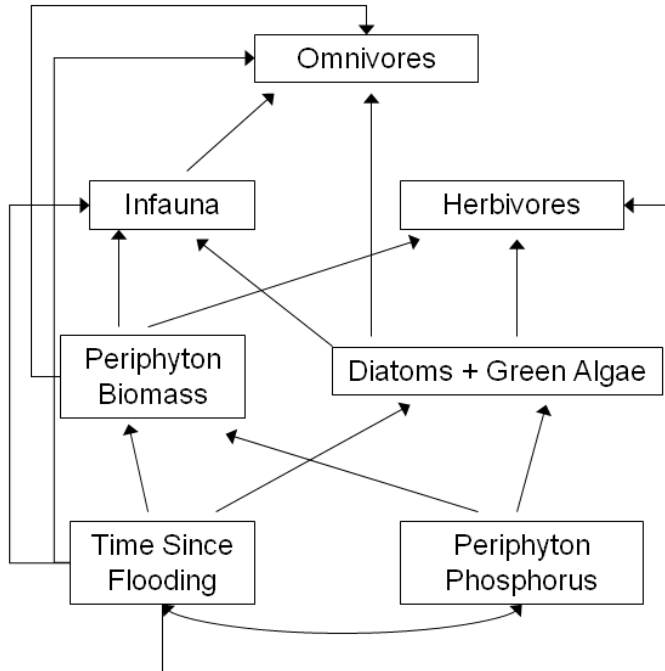 Omnivores
Infauna
Herbivores
Periphyton
Biomass
Diatoms + Green Algae
Time Since
Flooding
Periphyton
Phosphorus